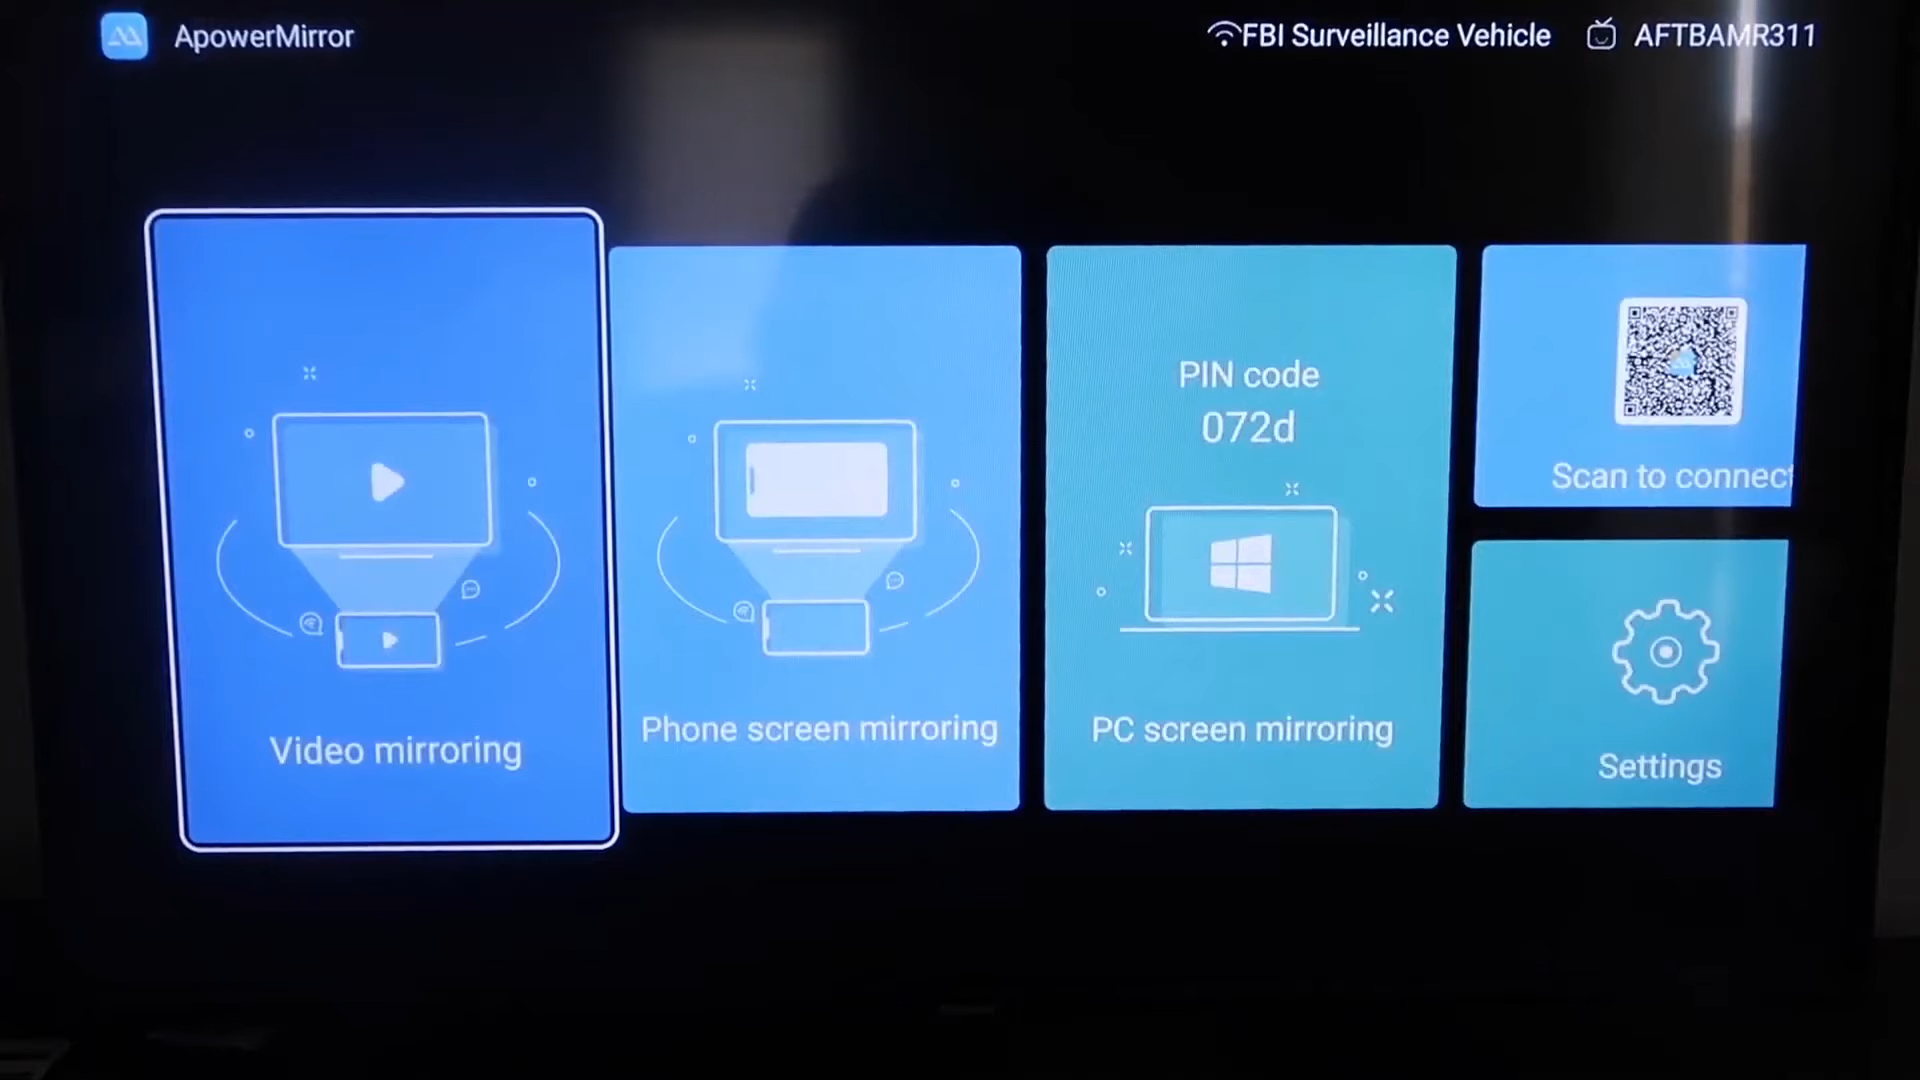 ApowerMirror
FBI Surveillance Vehicle
AFTBAMR311
Video mirroring
Phone screen mirroring
PIN code
072d
PC screen mirroring
Scan to connect
Settings